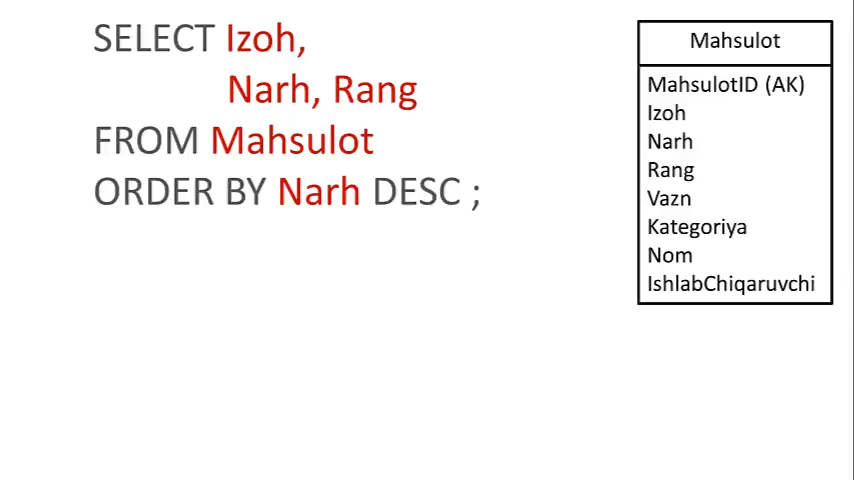 SELECT Izoh,
Narh, Rang
FROM Mahsulot
ORDER BY Narh DESC ;
Mahsulot
MahsulotID (AK)
Izoh
Narh
Rang
Vazn
Kategoriya
Nom
IshlabChiqaruvchi